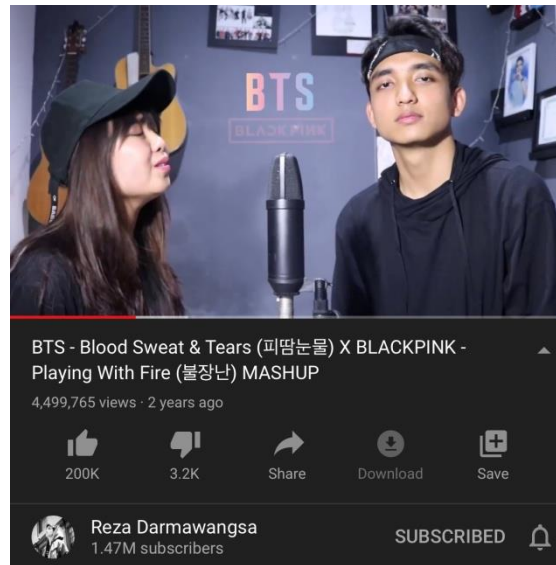 BTS
BLACKPINK
BTS - Blood Sweat & Tears (피땀눈물) X BLACKPINK -
Playing With Fire (불장난) MASHUP
4,499,765 views · 2 years ago
200K
3.2K
Share
Download
Save
Reza Darmawangsa
1.47M subscribers
SUBSCRIBED